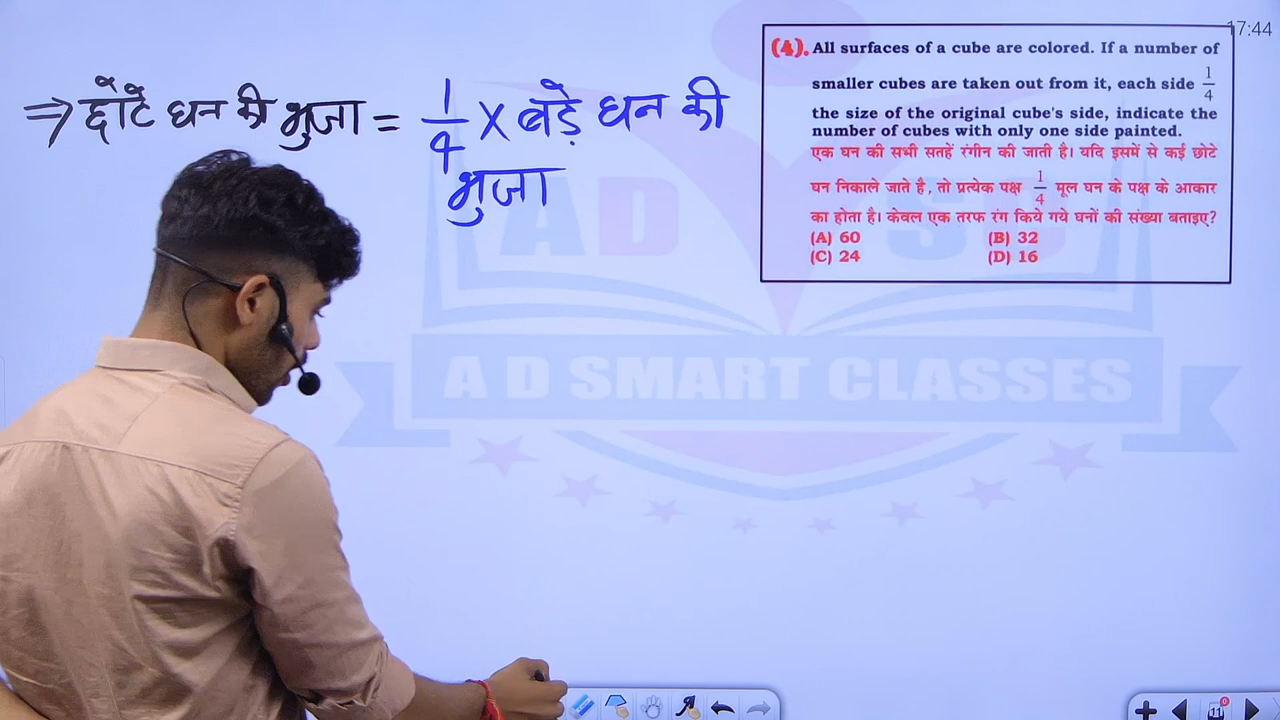 17:44
(4). All surfaces of a cube are colored. If a number of
smaller cubes are taken out from it, each side 1/4
the size of the original cube's side, indicate the
number of cubes with only one side painted.
एक घन की सभी सतहें रंगीन की जाती है। यदि इसमें से कई छोटे
घन निकाले जाते है, तो प्रत्येक पक्ष 1/4 मूल घन के पक्ष के आकार
का होता है। केवल एक तरफ रंग किये गये घनों की संख्या बताइए?
(A) 60 (B) 32
(C) 24 (D) 16
⇒ छोटे घन की भुजा = 1/4 × बड़े घन की
भुजा
A D S
A D SMART CLASSES
11